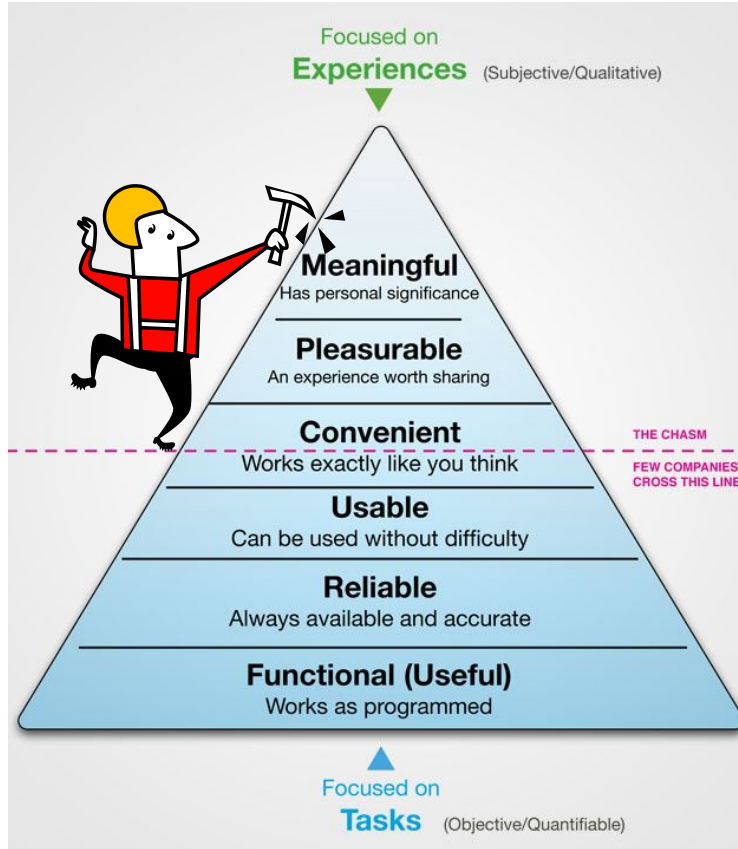 Focused on
Experiences (Subjective/Qualitative)
Meaningful
Has personal significance
Pleasurable
An experience worth sharing
Convenient
THE CHASM
Works exactly like you think
FEW COMPANIES
CROSS THIS LINE
Usable
Can be used without difficulty
Reliable
Always available and accurate
Functional (Useful)
Works as programmed
Focused on
Tasks (Objective/Quantifiable)